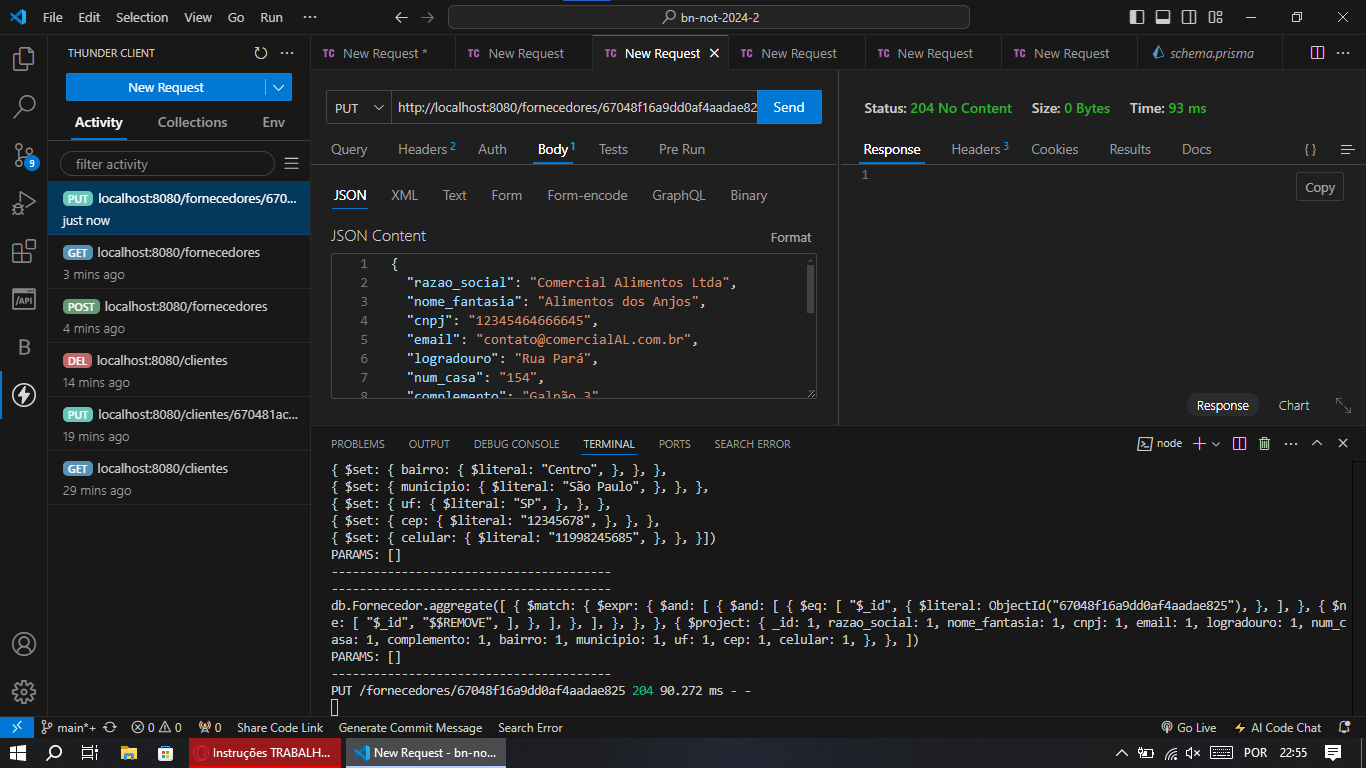 File Edit Selection View Go Run ···
bn-not-2024-2
THUNDER CLIENT
TC New Request *
TC New Request
TC New Request
TC New Request
TC New Request
TC New Request
schema.prisma
New Request
Activity Collections Env
filter activity
PUT localhost:8080/fornecedores/670...
just now
GET localhost:8080/fornecedores
3 mins ago
POST localhost:8080/fornecedores
4 mins ago
DEL localhost:8080/clientes
14 mins ago
PUT localhost:8080/clientes/670481ac...
19 mins ago
GET localhost:8080/clientes
29 mins ago
9
/API
B
PUT http://localhost:8080/fornecedores/67048f16a9dd0af4aadae82 Send
Query Headers 2 Auth Body 1 Tests Pre Run
JSON XML Text Form Form-encode GraphQL Binary
JSON Content Format
1 {
2 "razao_social": "Comercial Alimentos Ltda",
3 "nome_fantasia": "Alimentos dos Anjos",
4 "cnpj": "12345464666645",
5 "email": "contato@comercialAL.com.br",
6 "logradouro": "Rua Pará",
7 "num_casa": "154",
8 "complemento": "Galpão 3"
Status: 204 No Content Size: 0 Bytes Time: 93 ms
Response Headers 3 Cookies Results Docs { }
1
Copy
Response Chart
PROBLEMS OUTPUT DEBUG CONSOLE TERMINAL PORTS SEARCH ERROR
node
{ $set: { bairro: { $literal: "Centro", }, }, },
{ $set: { municipio: { $literal: "São Paulo", }, }, },
{ $set: { uf: { $literal: "SP", }, }, },
{ $set: { cep: { $literal: "12345678", }, }, },
{ $set: { celular: { $literal: "11998245685", }, }, }])
PARAMS: []
----------------------------------------
----------------------------------------
db.Fornecedor.aggregate([ { $match: { $expr: { $and: [ { $and: [ { $eq: [ "$_id", { $literal: ObjectId("67048f16a9dd0af4aadae825"), }, ], }, { $n
e: [ "$_id", "$$REMOVE", ], }, ], }, ], }, }, }, { $project: { _id: 1, razao_social: 1, nome_fantasia: 1, cnpj: 1, email: 1, logradouro: 1, num_c
asa: 1, complemento: 1, bairro: 1, municipio: 1, uf: 1, cep: 1, celular: 1, }, }, ])
PARAMS: []
----------------------------------------
PUT /fornecedores/67048f16a9dd0af4aadae825 204 90.272 ms - -
main*+ 0 0 0 Share Code Link Generate Commit Message Search Error
Go Live AI Code Chat
Instruções TRABALH...
New Request - bn-no...
POR 22:55